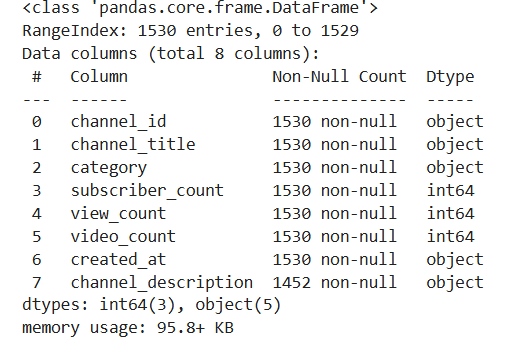 <class 'pandas.core.frame.DataFrame'>
RangeIndex: 1530 entries, 0 to 1529
Data columns (total 8 columns):
 #   Column               Non-Null Count  Dtype
---  ------               --------------  -----
 0   channel_id           1530 non-null   object
 1   channel_title        1530 non-null   object
 2   category             1530 non-null   object
 3   subscriber_count     1530 non-null   int64
 4   view_count           1530 non-null   int64
 5   video_count          1530 non-null   int64
 6   created_at           1530 non-null   object
 7   channel_description  1452 non-null   object
dtypes: int64(3), object(5)
memory usage: 95.8+ KB